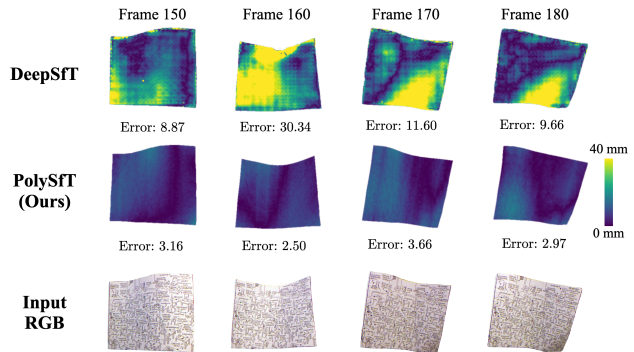 Frame 150 Frame 160 Frame 170 Frame 180
DeepSfT
Error: 8.87 Error: 30.34 Error: 11.60 Error: 9.66
PolySfT
(Ours)
40 mm
0 mm
Error: 3.16 Error: 2.50 Error: 3.66 Error: 2.97
Input
RGB